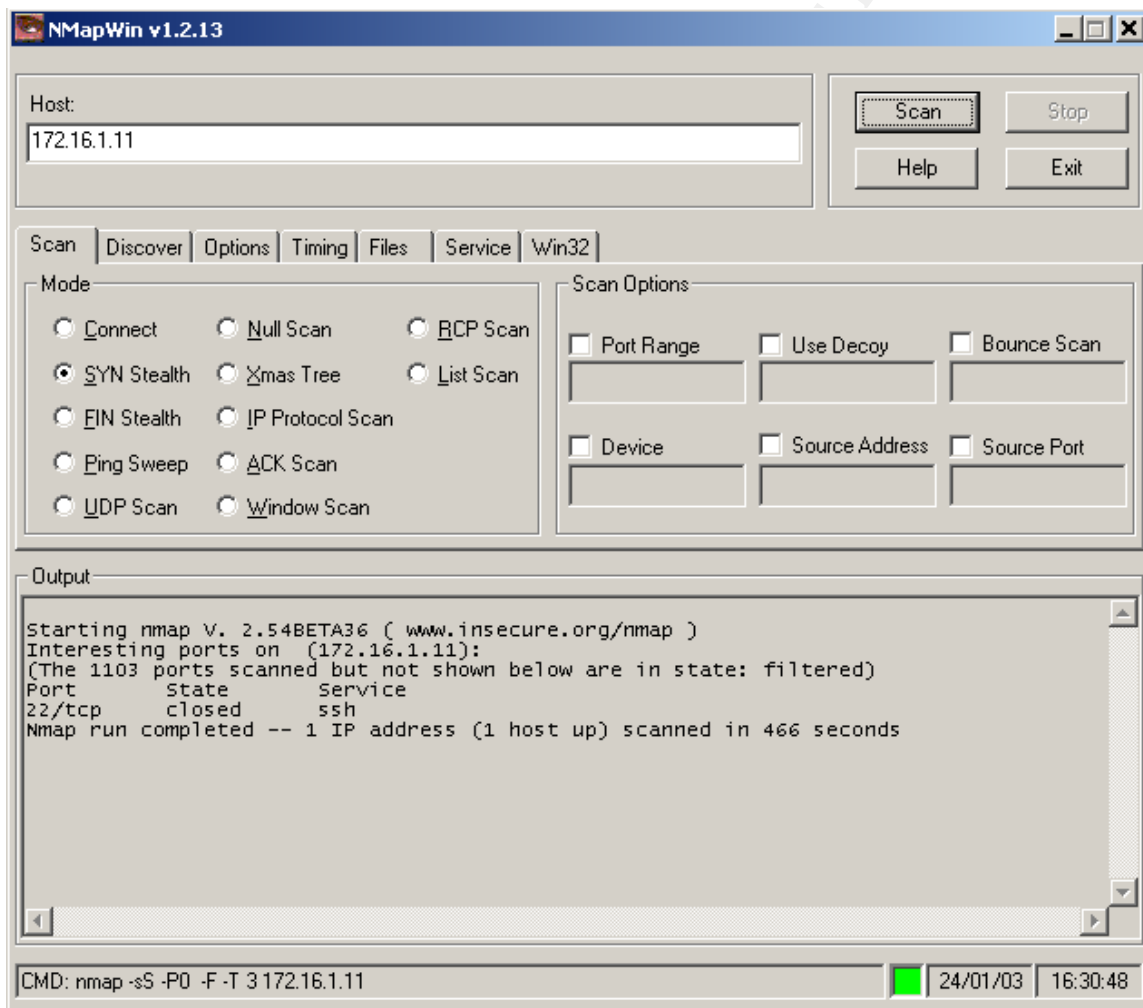 NMapWin v1.2.13
Host:
172.16.1.11
Scan Stop
Help Exit
Scan Discover Options Timing Files Service Win32
Mode
Connect Null Scan RCP Scan
SYN Stealth Xmas Tree List Scan
FIN Stealth IP Protocol Scan
Ping Sweep ACK Scan
UDP Scan Window Scan
Scan Options
Port Range Use Decoy Bounce Scan
Device Source Address Source Port
Output
Starting nmap V. 2.54BETA36 ( www.insecure.org/nmap )
Interesting ports on  (172.16.1.11):
(The 1103 ports scanned but not shown below are in state: filtered)
Port       State       Service
22/tcp     closed      ssh
Nmap run completed -- 1 IP address (1 host up) scanned in 466 seconds
CMD: nmap -sS -P0 -F -T 3 172.16.1.11 24/01/03 16:30:48